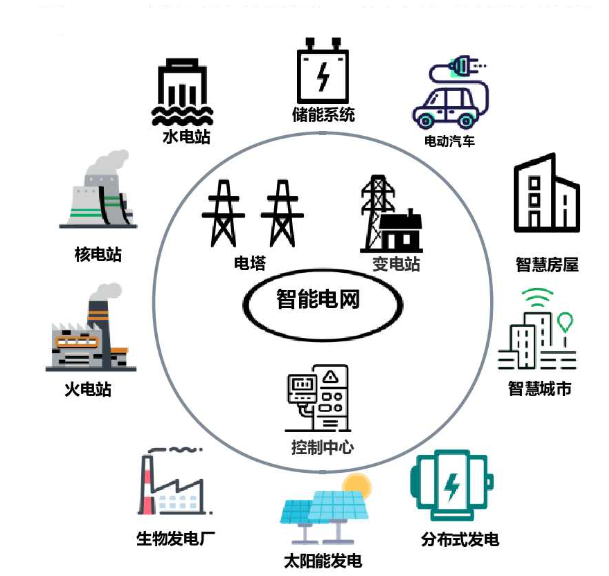 储能系统
水电站
电动汽车
核电站
电塔
变电站
智慧房屋
智能电网
火电站
智慧城市
控制中心
生物发电厂
太阳能发电
分布式发电